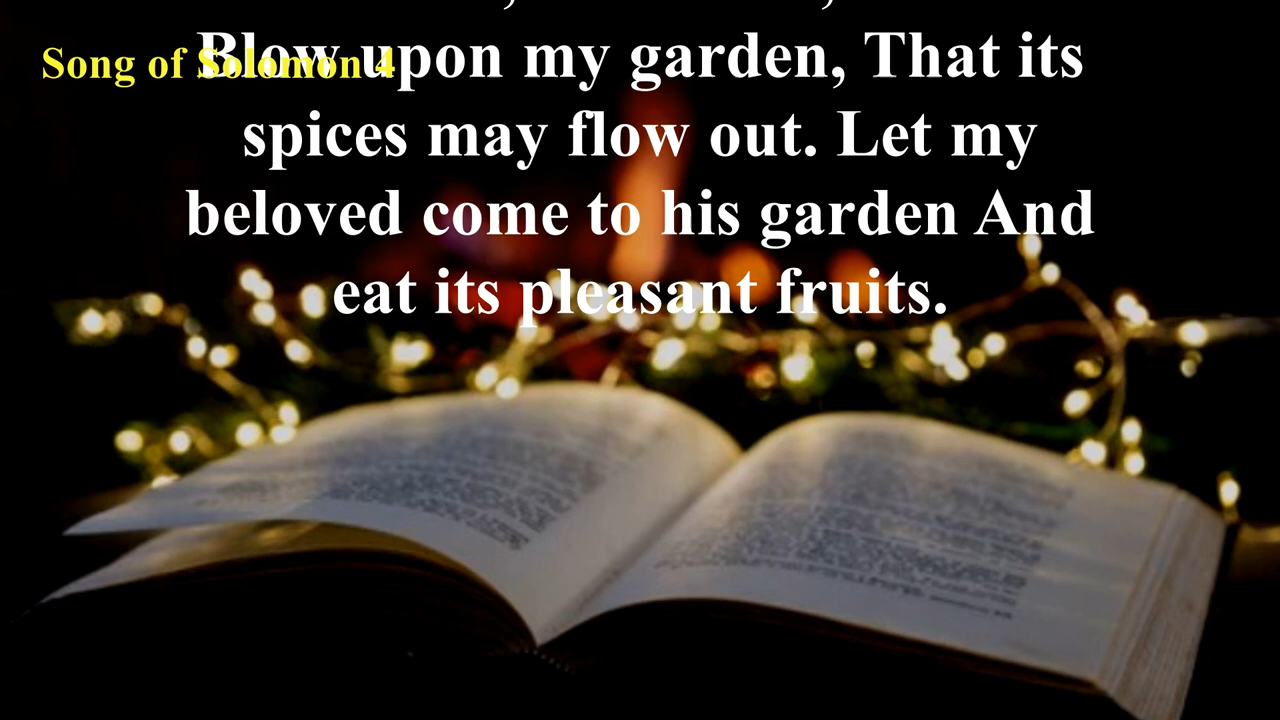 Song of Solomon 4
Blow upon my garden, That its
spices may flow out. Let my
beloved come to his garden And
eat its pleasant fruits.